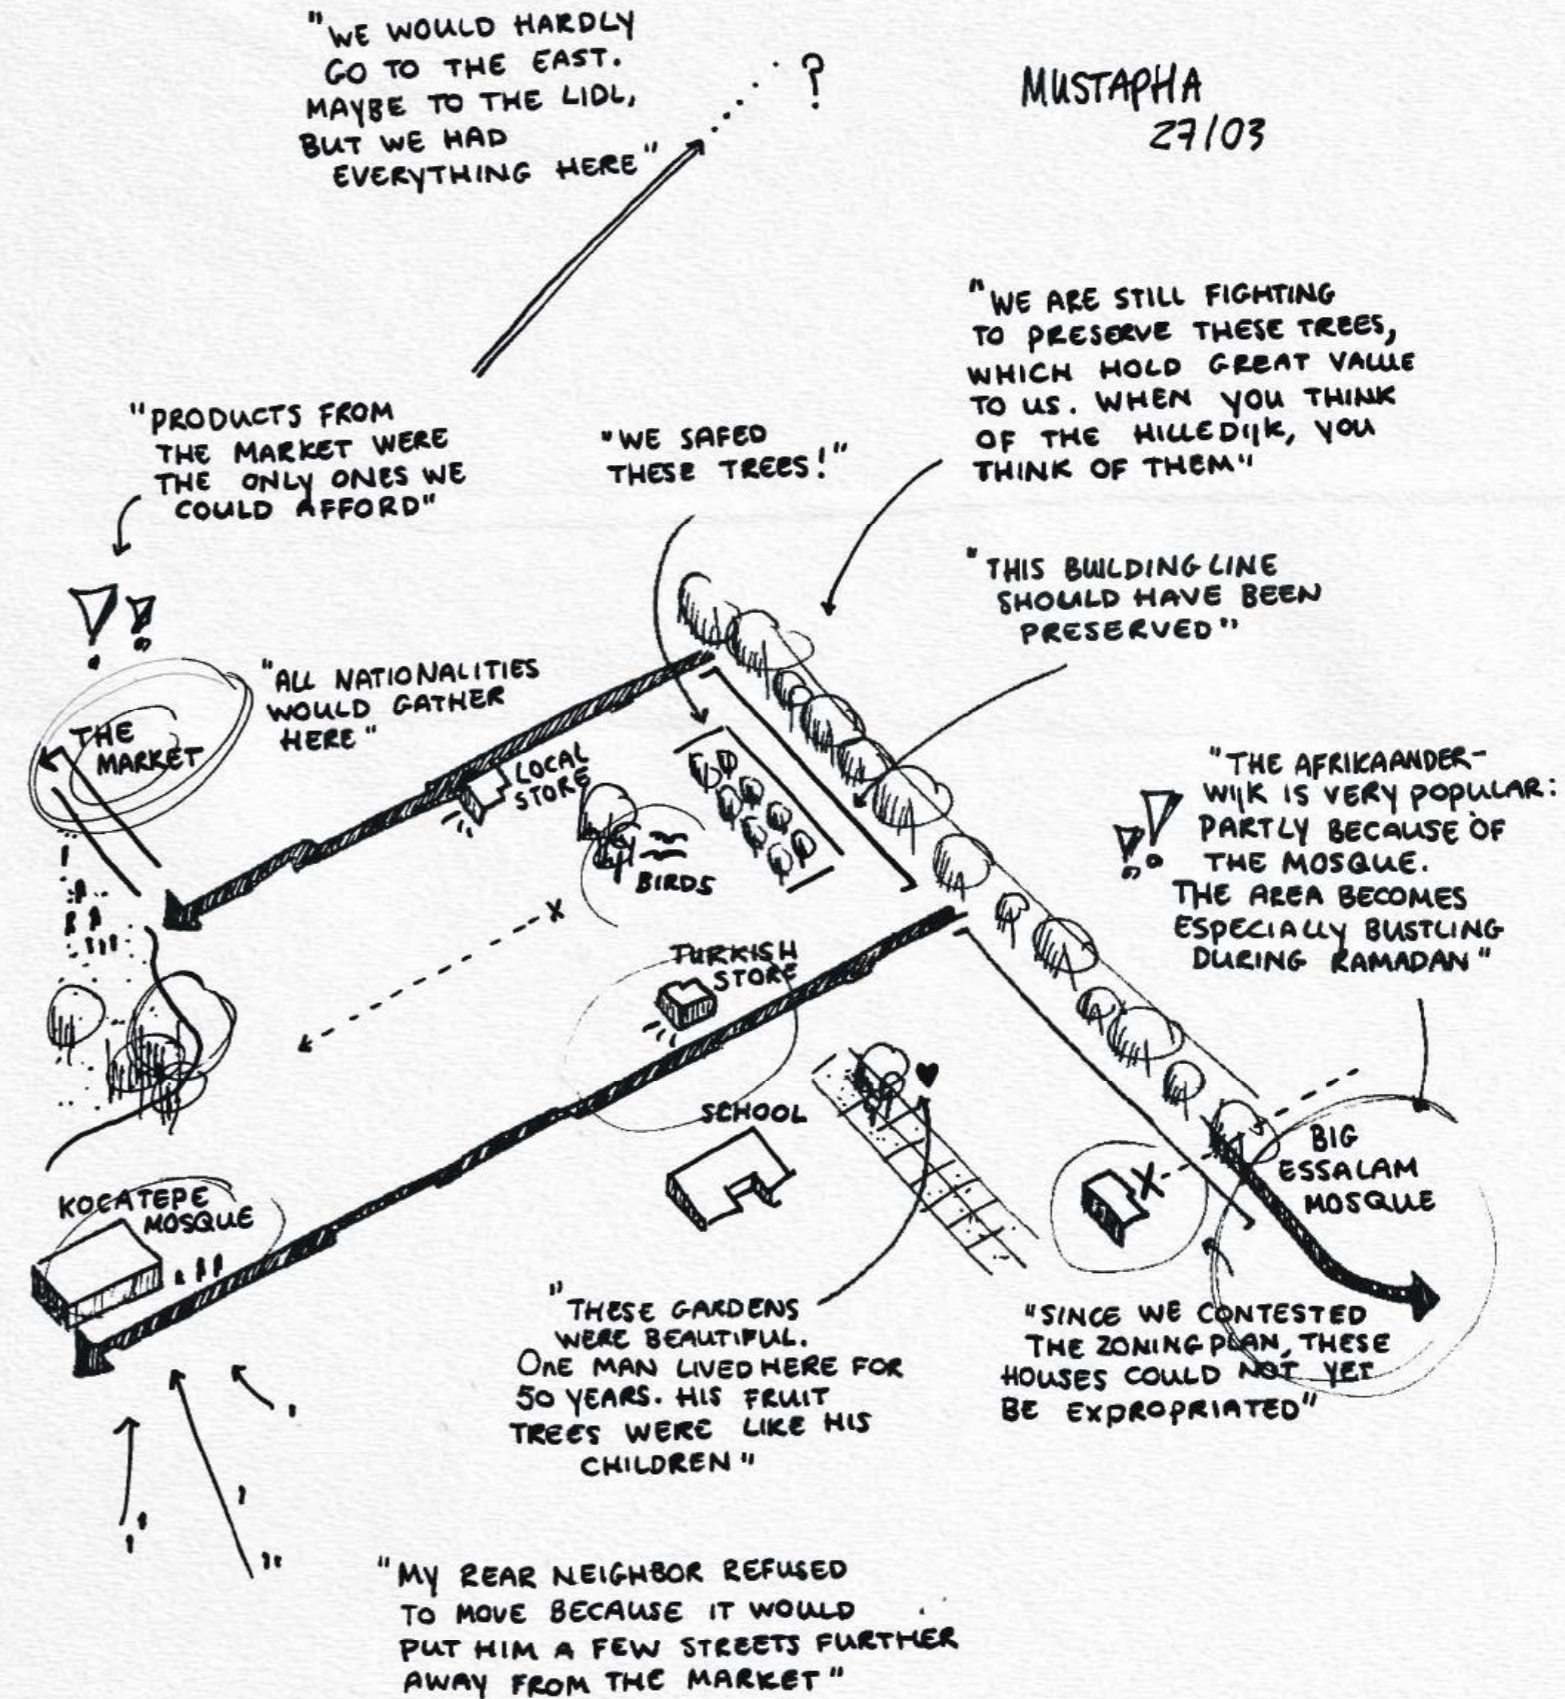 "WE WOULD HARDLY
GO TO THE EAST.
MAYBE TO THE LIDL,
BUT WE HAD
EVERYTHING HERE"
?
MUSTAPHA
27/03
"WE ARE STILL FIGHTING
TO PRESERVE THESE TREES,
WHICH HOLD GREAT VALUE
TO US. WHEN YOU THINK
OF THE HILLEDIJK, YOU
THINK OF THEM"
"PRODUCTS FROM
THE MARKET WERE
THE ONLY ONES WE
COULD AFFORD"
"WE SAFED
THESE TREES!"
"THIS BUILDING LINE
SHOULD HAVE BEEN
PRESERVED"
"ALL NATIONALITIES
WOULD GATHER
HERE"
THE
MARKET
LOCAL
STORE
BIRDS
"THE AFRIKAANDER-
WIJK IS VERY POPULAR:
PARTLY BECAUSE OF
THE MOSQUE.
THE AREA BECOMES
ESPECIALLY BUSTLING
DURING RAMADAN"
TURKISH
STORE
SCHOOL
BIG
ESSALAM
MOSQUE
KOCATEPE
MOSQUE
"THESE GARDENS
WERE BEAUTIFUL.
ONE MAN LIVED HERE FOR
50 YEARS. HIS FRUIT
TREES WERE LIKE HIS
CHILDREN"
"SINCE WE CONTESTED
THE ZONING PLAN, THESE
HOUSES COULD NOT YET
BE EXPROPRIATED"
"MY REAR NEIGHBOR REFUSED
TO MOVE BECAUSE IT WOULD
PUT HIM A FEW STREETS FURTHER
AWAY FROM THE MARKET"